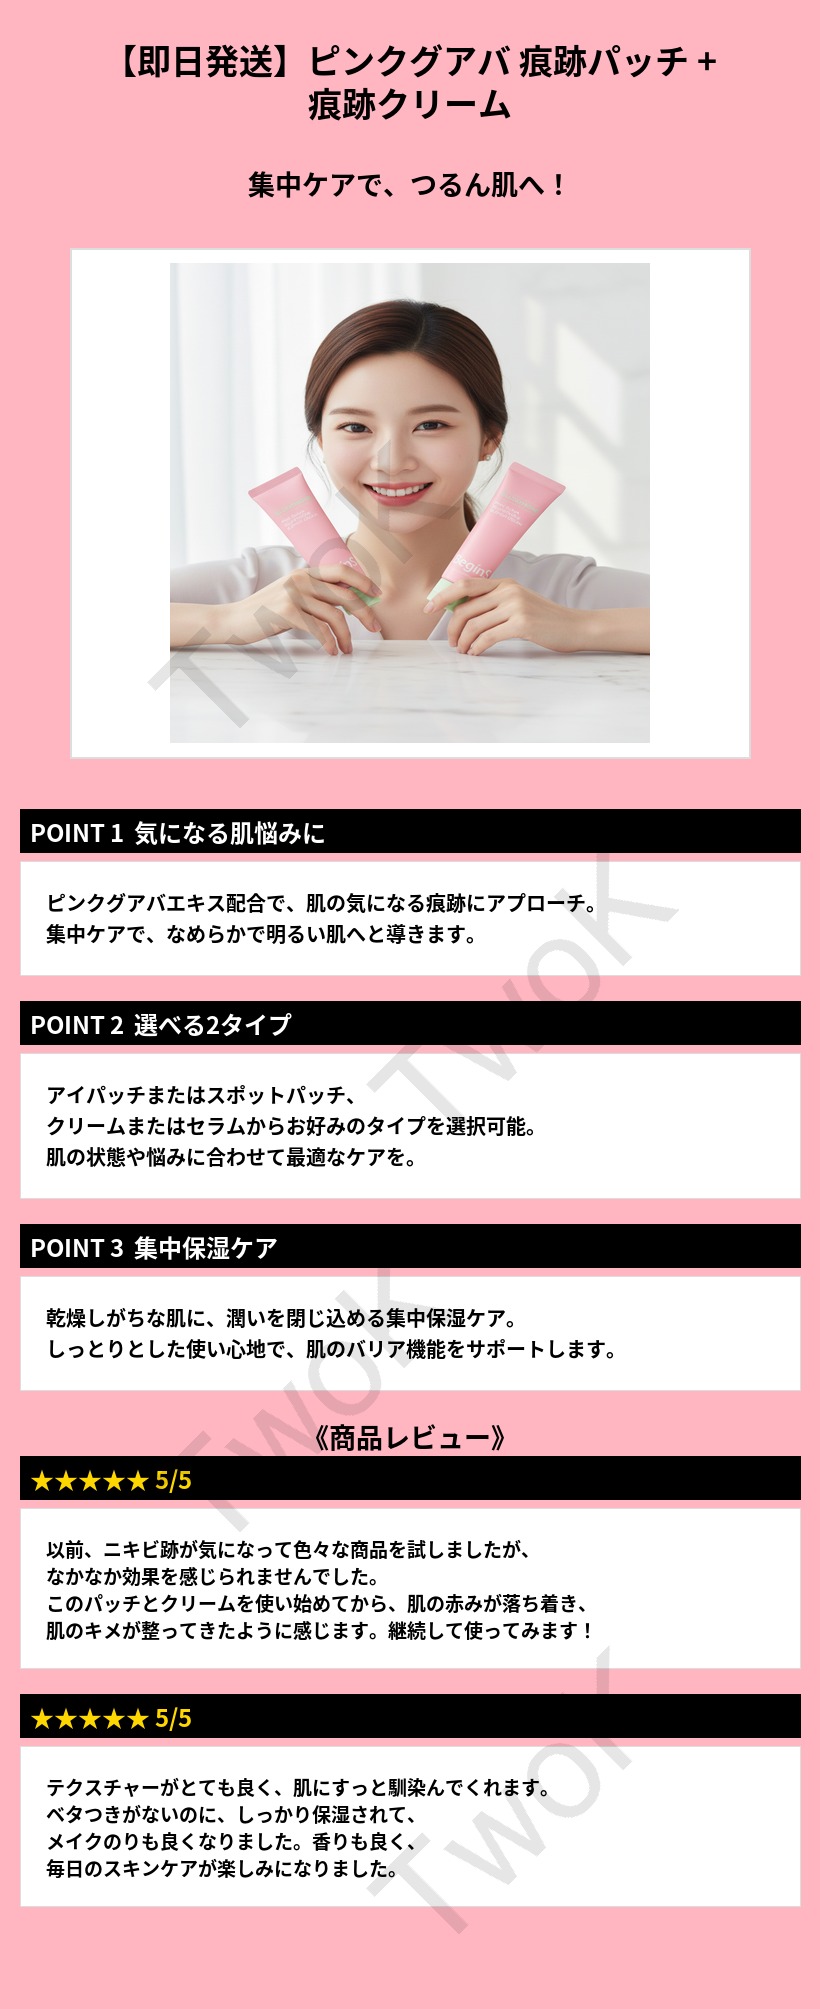 【即日発送】ピンクグアバ 痕跡パッチ +
痕跡クリーム
集中ケアで、つるん肌へ！
Begins
TwoK
POINT 1 気になる肌悩みに
ピンクグアバエキス配合で、肌の気になる痕跡にアプローチ。
集中ケアで、なめらかで明るい肌へと導きます。
TwoK
POINT 2 選べる2タイプ
アイパッチまたはスポットパッチ、
クリームまたはセラムからお好みのタイプを選択可能。
肌の状態や悩みに合わせて最適なケアを。
POINT 3 集中保湿ケア
乾燥しがちな肌に、潤いを閉じ込める集中保湿ケア。
しっとりとした使い心地で、肌のバリア機能をサポートします。
TwoK
《商品レビュー》
★★★★★ 5/5
以前、ニキビ跡が気になって色々な商品を試しましたが、
なかなか効果を感じられませんでした。
このパッチとクリームを使い始めてから、肌の赤みが落ち着き、
肌のキメが整ってきたように感じます。継続して使ってみます！
★★★★★ 5/5
テクスチャーがとても良く、肌にすっと馴染んでくれます。
ベタつきがないのに、しっかり保湿されて、
メイクのりも良くなりました。香りも良く、
毎日のスキンケアが楽しみになりました。
TwoK